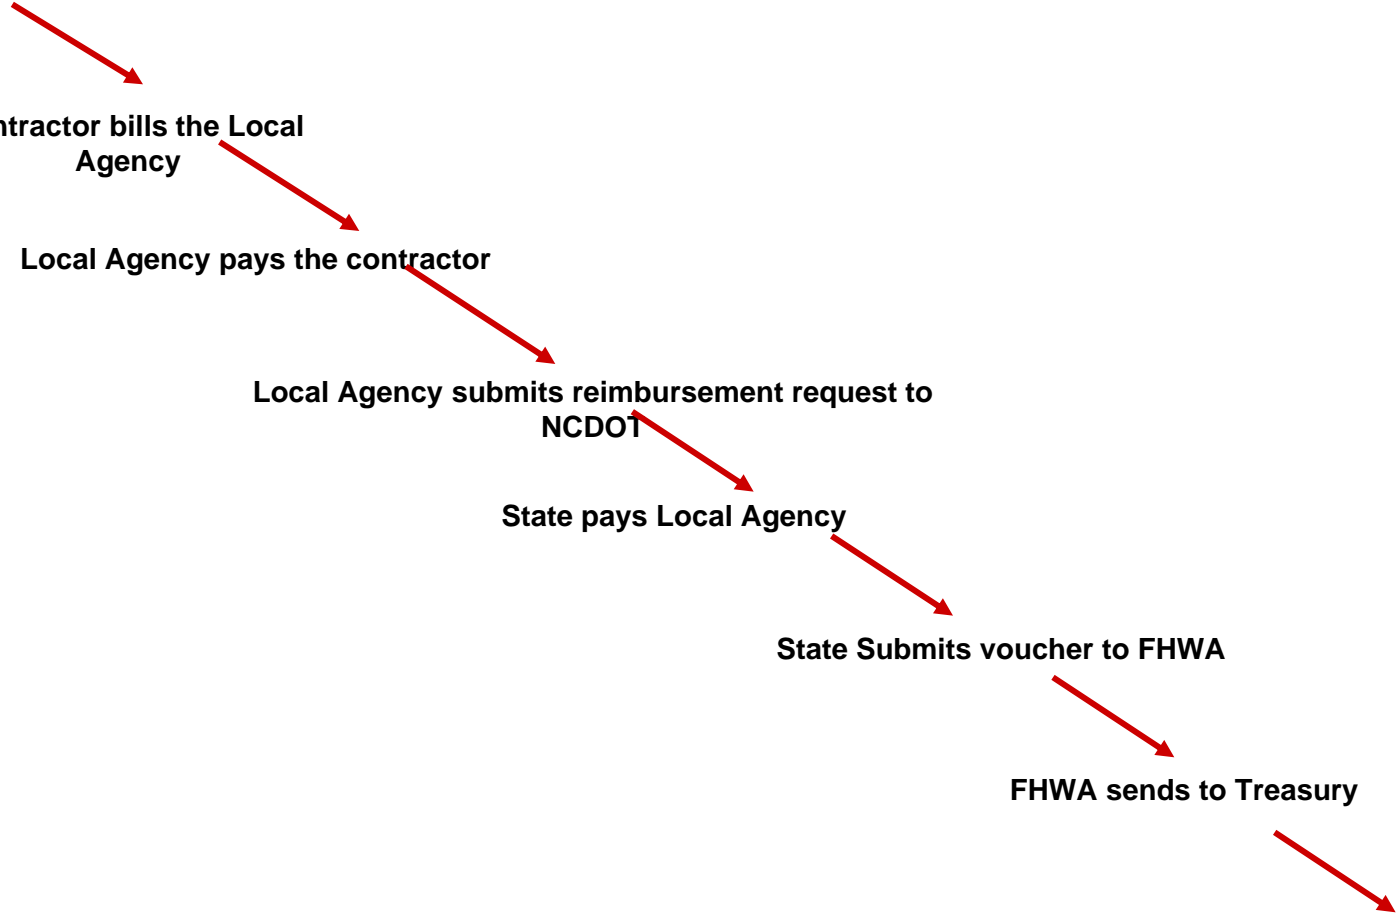 ntractor bills the Local
Agency
Local Agency pays the contractor
Local Agency submits reimbursement request to
NCDOT
State pays Local Agency
State Submits voucher to FHWA
FHWA sends to Treasury